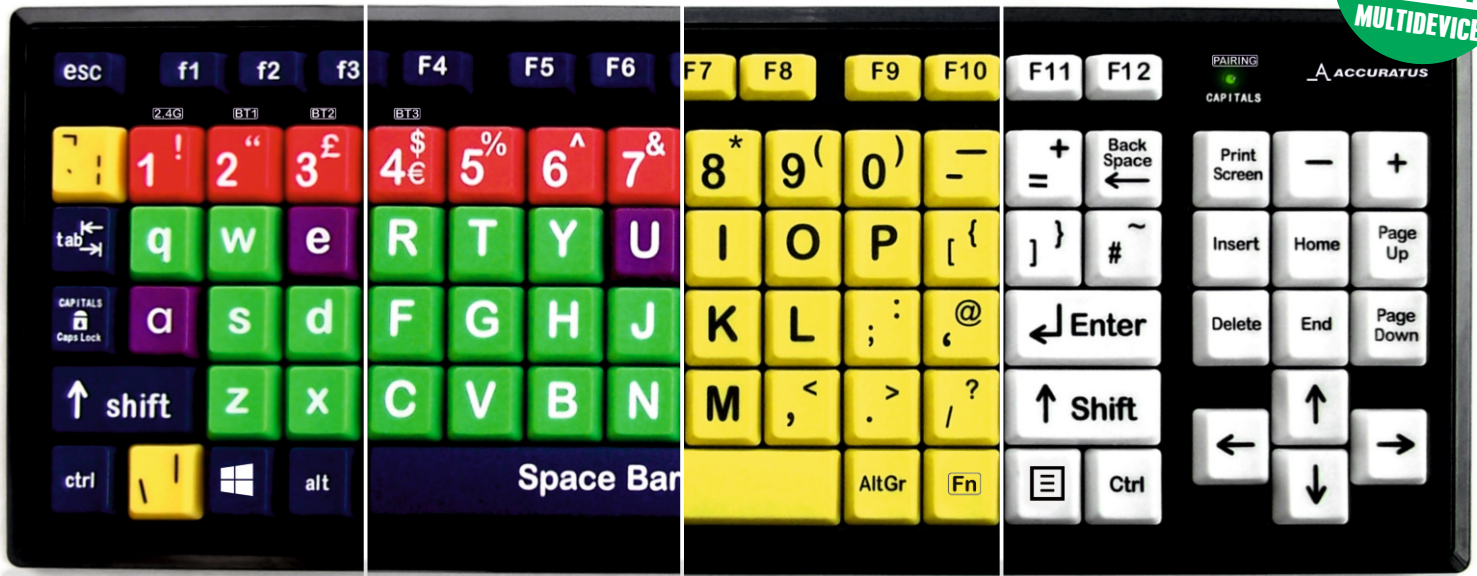 MULTIDEVICE
esc f1 f2 f3 F4 F5 F6 F7 F8 F9 F10 F11 F12
PAIRING
CAPITALS
ACCURATUS
2.4G BT1 BT2 BT3
¬ ` ¦ 1 ! 2 “ 3 £ 4 $ € 5 % 6 ^ 7 & 8 * 9 ( 0 ) — - + = Back Space ← Print Screen − +
tab q w e R T Y U I O P [ { ] } # ~ Insert Home Page Up
CAPITALS Caps Lock a s d F G H J K L ; : ‘ @ Enter Delete End Page Down
↑ shift z x C V B N M , < . > / ? ↑ Shift ↑
ctrl \ | alt Space Bar AltGr Fn Ctrl ← ↓ →